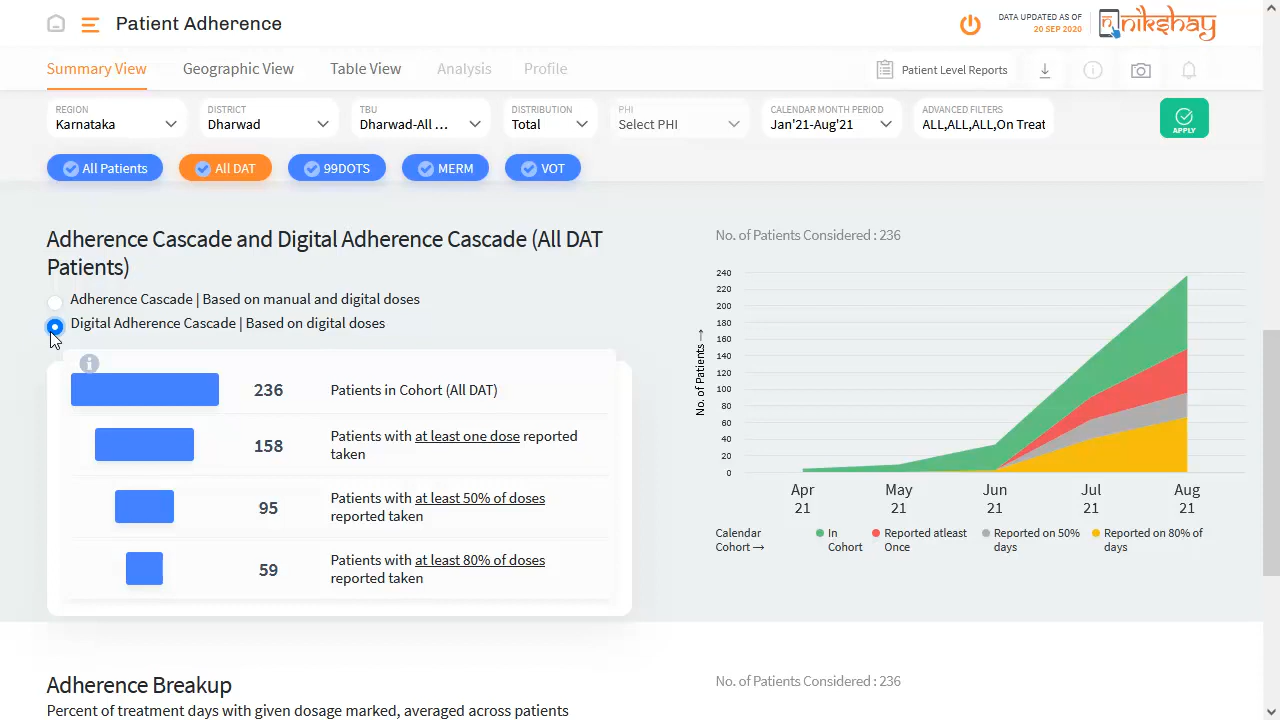 Patient Adherence
DATA UPDATED AS OF
20 SEP 2020
nikshay
Summary View
Geographic View
Table View
Analysis
Profile
Patient Level Reports
REGION
Karnataka
DISTRICT
Dharwad
TBU
Dharwad-All ...
DISTRIBUTION
Total
PHI
Select PHI
CALENDAR MONTH PERIOD
Jan'21-Aug'21
ADVANCED FILTERS
ALL,ALL,ALL,On Treat
APPLY
All Patients
All DAT
99DOTS
MERM
VOT
Adherence Cascade and Digital Adherence Cascade (All DAT
Patients)
Adherence Cascade | Based on manual and digital doses
Digital Adherence Cascade | Based on digital doses
i
236
Patients in Cohort (All DAT)
158
Patients with at least one dose reported
taken
95
Patients with at least 50% of doses
reported taken
59
Patients with at least 80% of doses
reported taken
No. of Patients Considered : 236
No. of Patients →
240
220
200
180
160
140
120
100
80
60
40
20
0
Apr
21
May
21
Jun
21
Jul
21
Aug
21
Calendar
Cohort →
In
Cohort
Reported atleast
Once
Reported on 50%
days
Reported on 80% of
days
Adherence Breakup
Percent of treatment days with given dosage marked, averaged across patients
No. of Patients Considered : 236